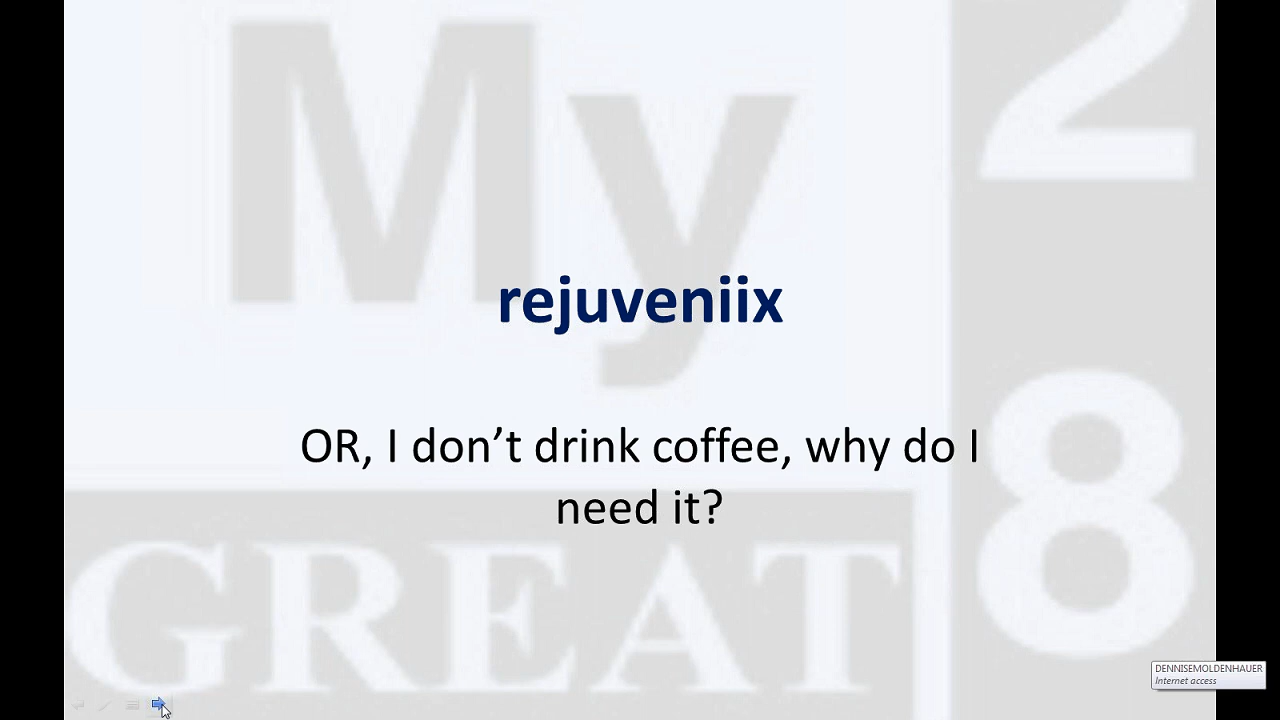 My
2
8
GREAT
rejuveniix
OR, I don’t drink coffee, why do I
need it?
DENNISEMOLDENHAUER
Internet access